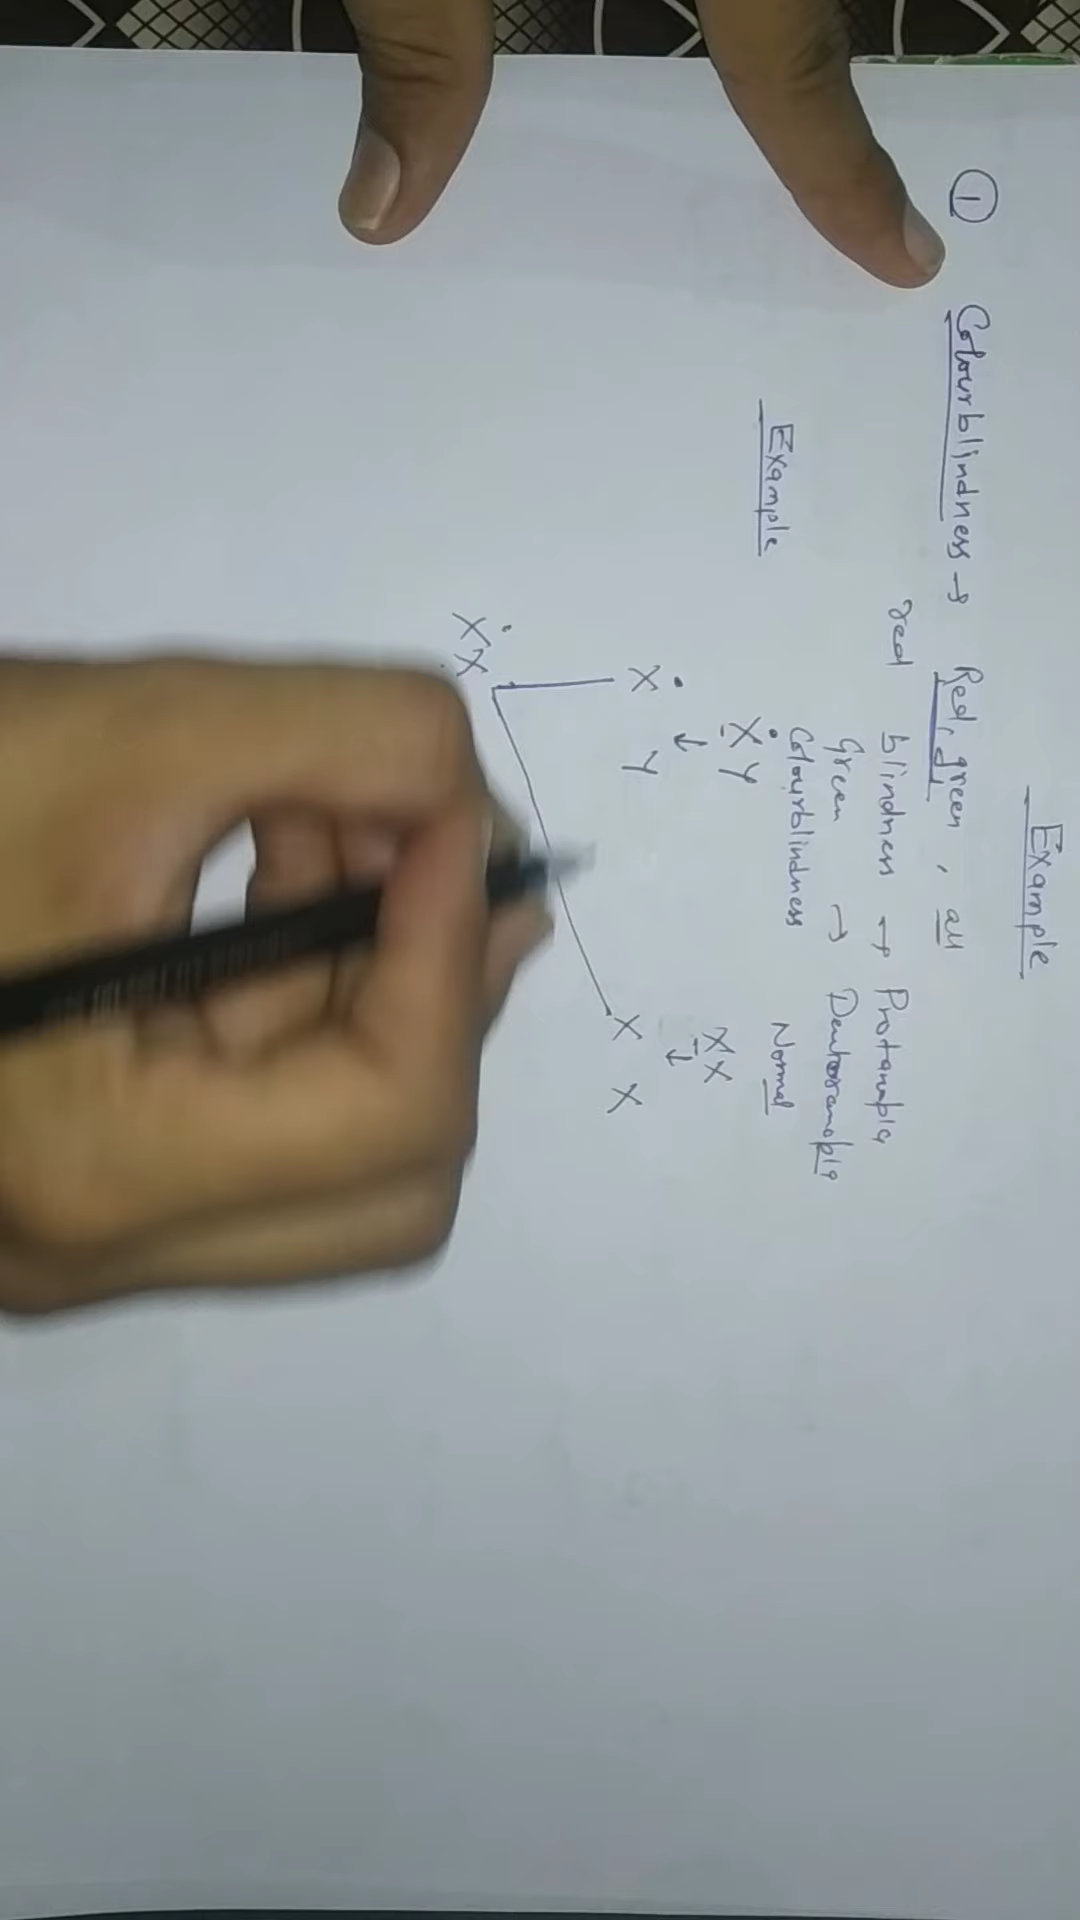 Example
① Colourblindness → Red, green, all
red blindness → Protanopia
Green → Deuteranopia
Colourblindness Normal
Example
XY XX
↓ ↓
X Y X X
XX